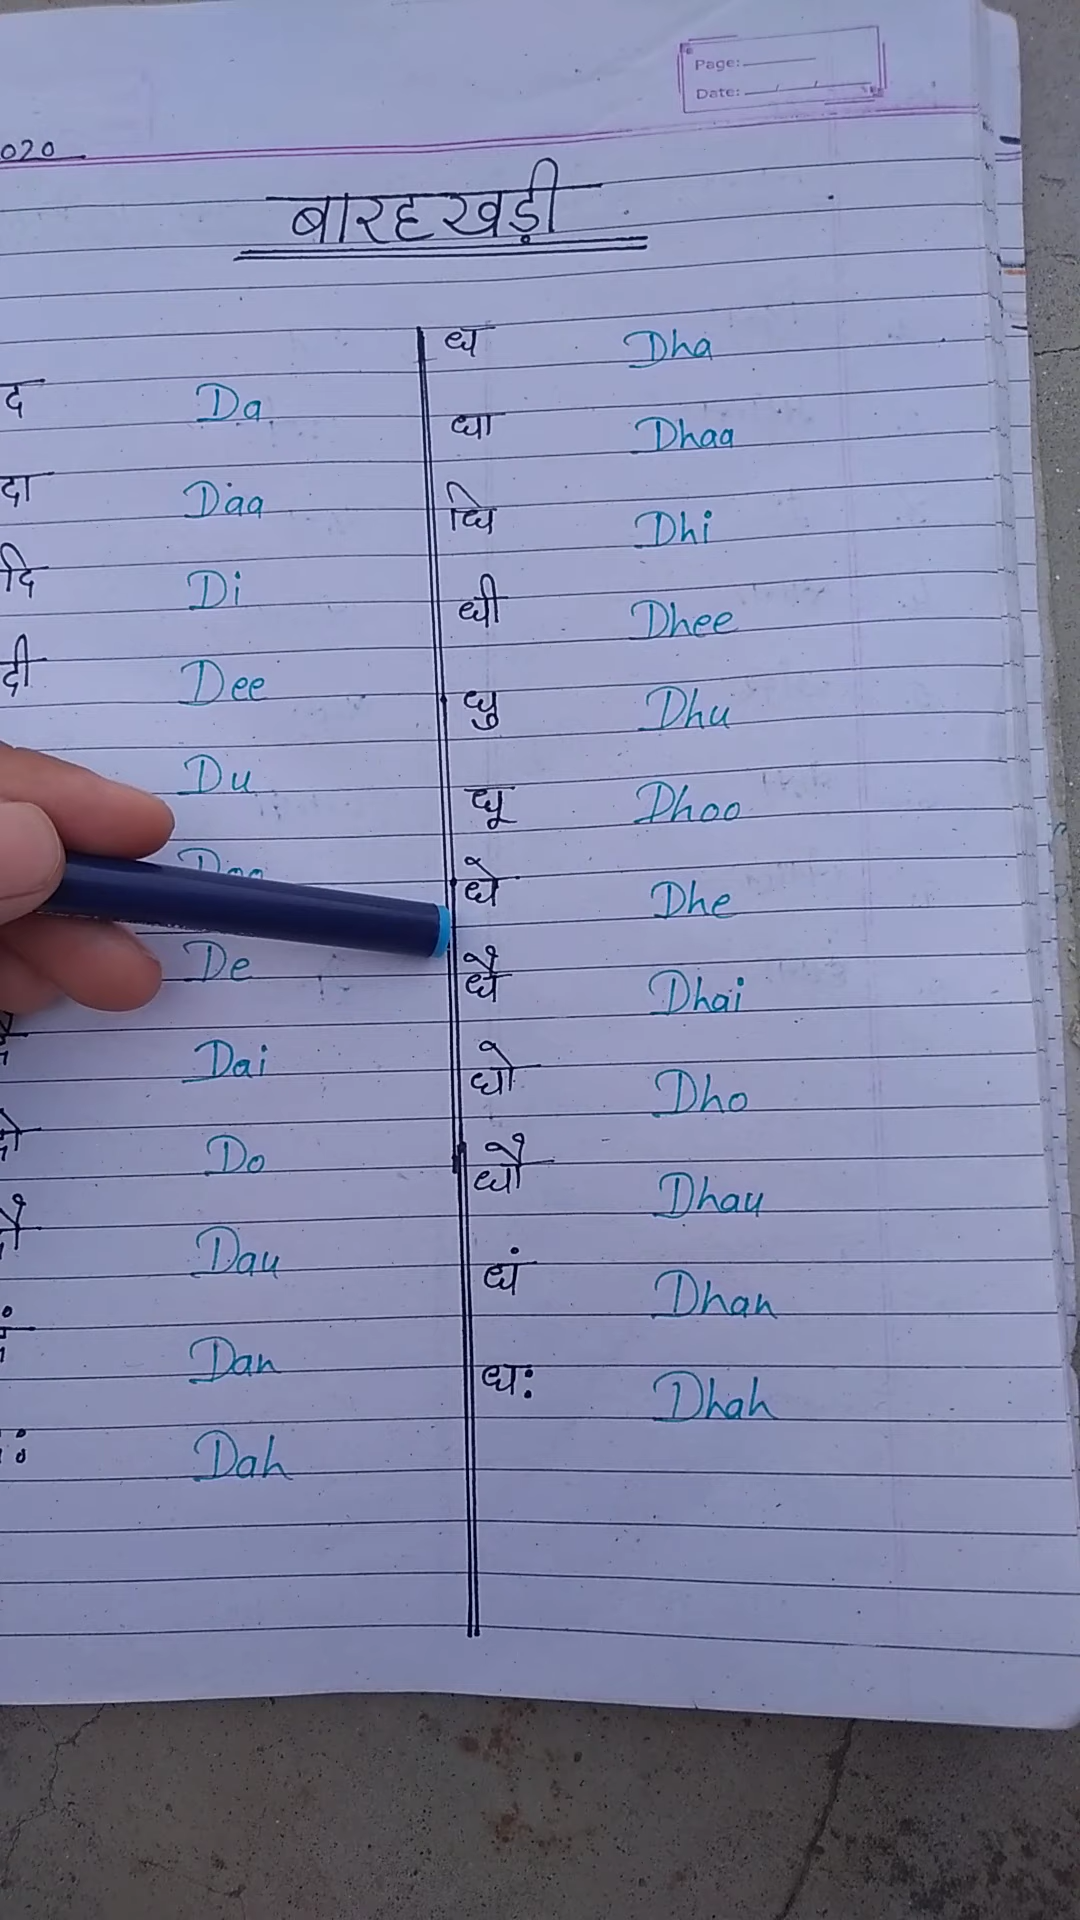 Page:
Date:
020
बारहखड़ी
द Da
दा Daa
दि Di
दी Dee
Du
De
Dai
Do
Dau
Dan
Dah
ध Dha
धा Dhaa
धि Dhi
धी Dhee
धु Dhu
धू Dhoo
धे Dhe
धै Dhai
धो Dho
धौ Dhau
धं Dhan
धः Dhah